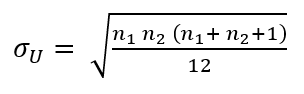 σ_U = √(n₁ n₂ (n₁+ n₂+1) / 12)